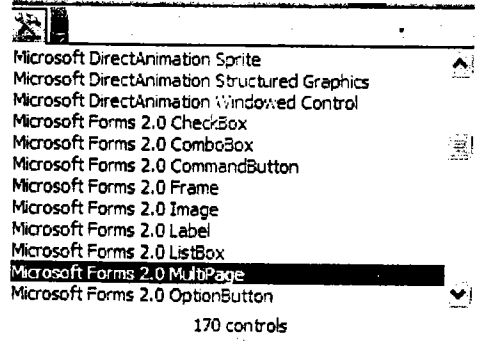 Microsoft DirectAnimation Sprite
Microsoft DirectAnimation Structured Graphics
Microsoft DirectAnimation Windowed Control
Microsoft Forms 2.0 CheckBox
Microsoft Forms 2.0 ComboBox
Microsoft Forms 2.0 CommandButton
Microsoft Forms 2.0 Frame
Microsoft Forms 2.0 Image
Microsoft Forms 2.0 Label
Microsoft Forms 2.0 ListBox
Microsoft Forms 2.0 MultiPage
Microsoft Forms 2.0 OptionButton
170 controls